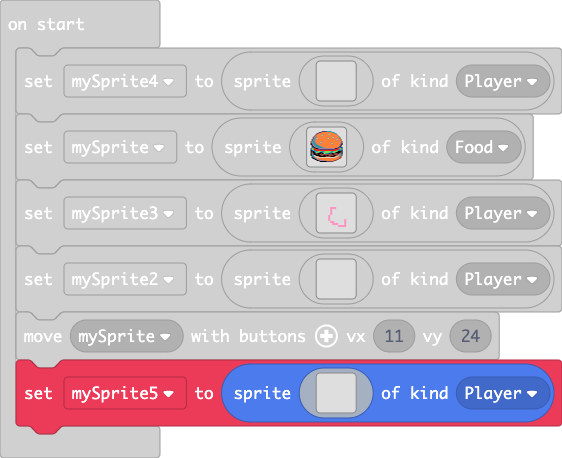 on start
set mySprite4 to sprite of kind Player
set mySprite to sprite of kind Food
set mySprite3 to sprite of kind Player
set mySprite2 to sprite of kind Player
move mySprite with buttons vx 11 vy 24
set mySprite5 to sprite of kind Player